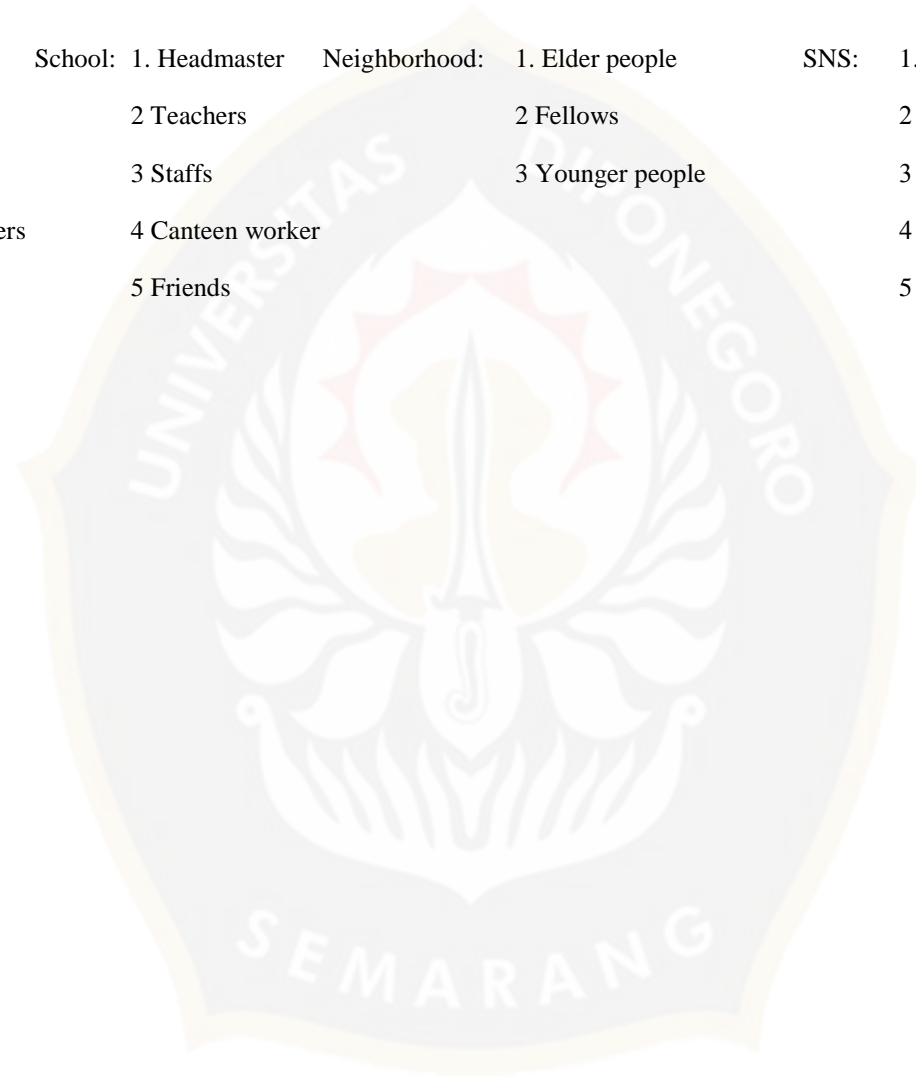 School: 1. Headmaster Neighborhood: 1. Elder people SNS: 1.
2 Teachers 2 Fellows 2
3 Staffs 3 Younger people 3
ers 4 Canteen worker 4
5 Friends 5
UNIVERSITAS DIPONEGORO
SEMARANG